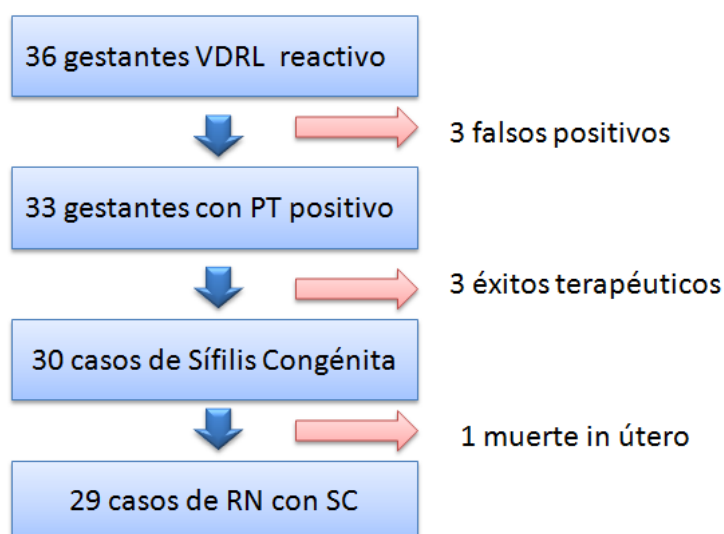 36 gestantes VDRL reactivo
3 falsos positivos
33 gestantes con PT positivo
3 éxitos terapéuticos
30 casos de Sífilis Congénita
1 muerte in útero
29 casos de RN con SC